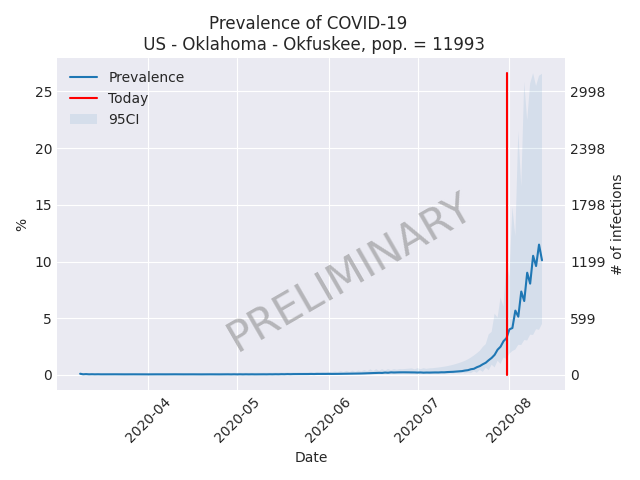 Prevalence of COVID-19
US - Oklahoma - Okfuskee, pop. = 11993
Prevalence
Today
95CI
25
20
15
10
5
0
%
2998
2398
1798
1199
599
0
# of infections
PRELIMINARY
2020-04
2020-05
2020-06
2020-07
2020-08
Date